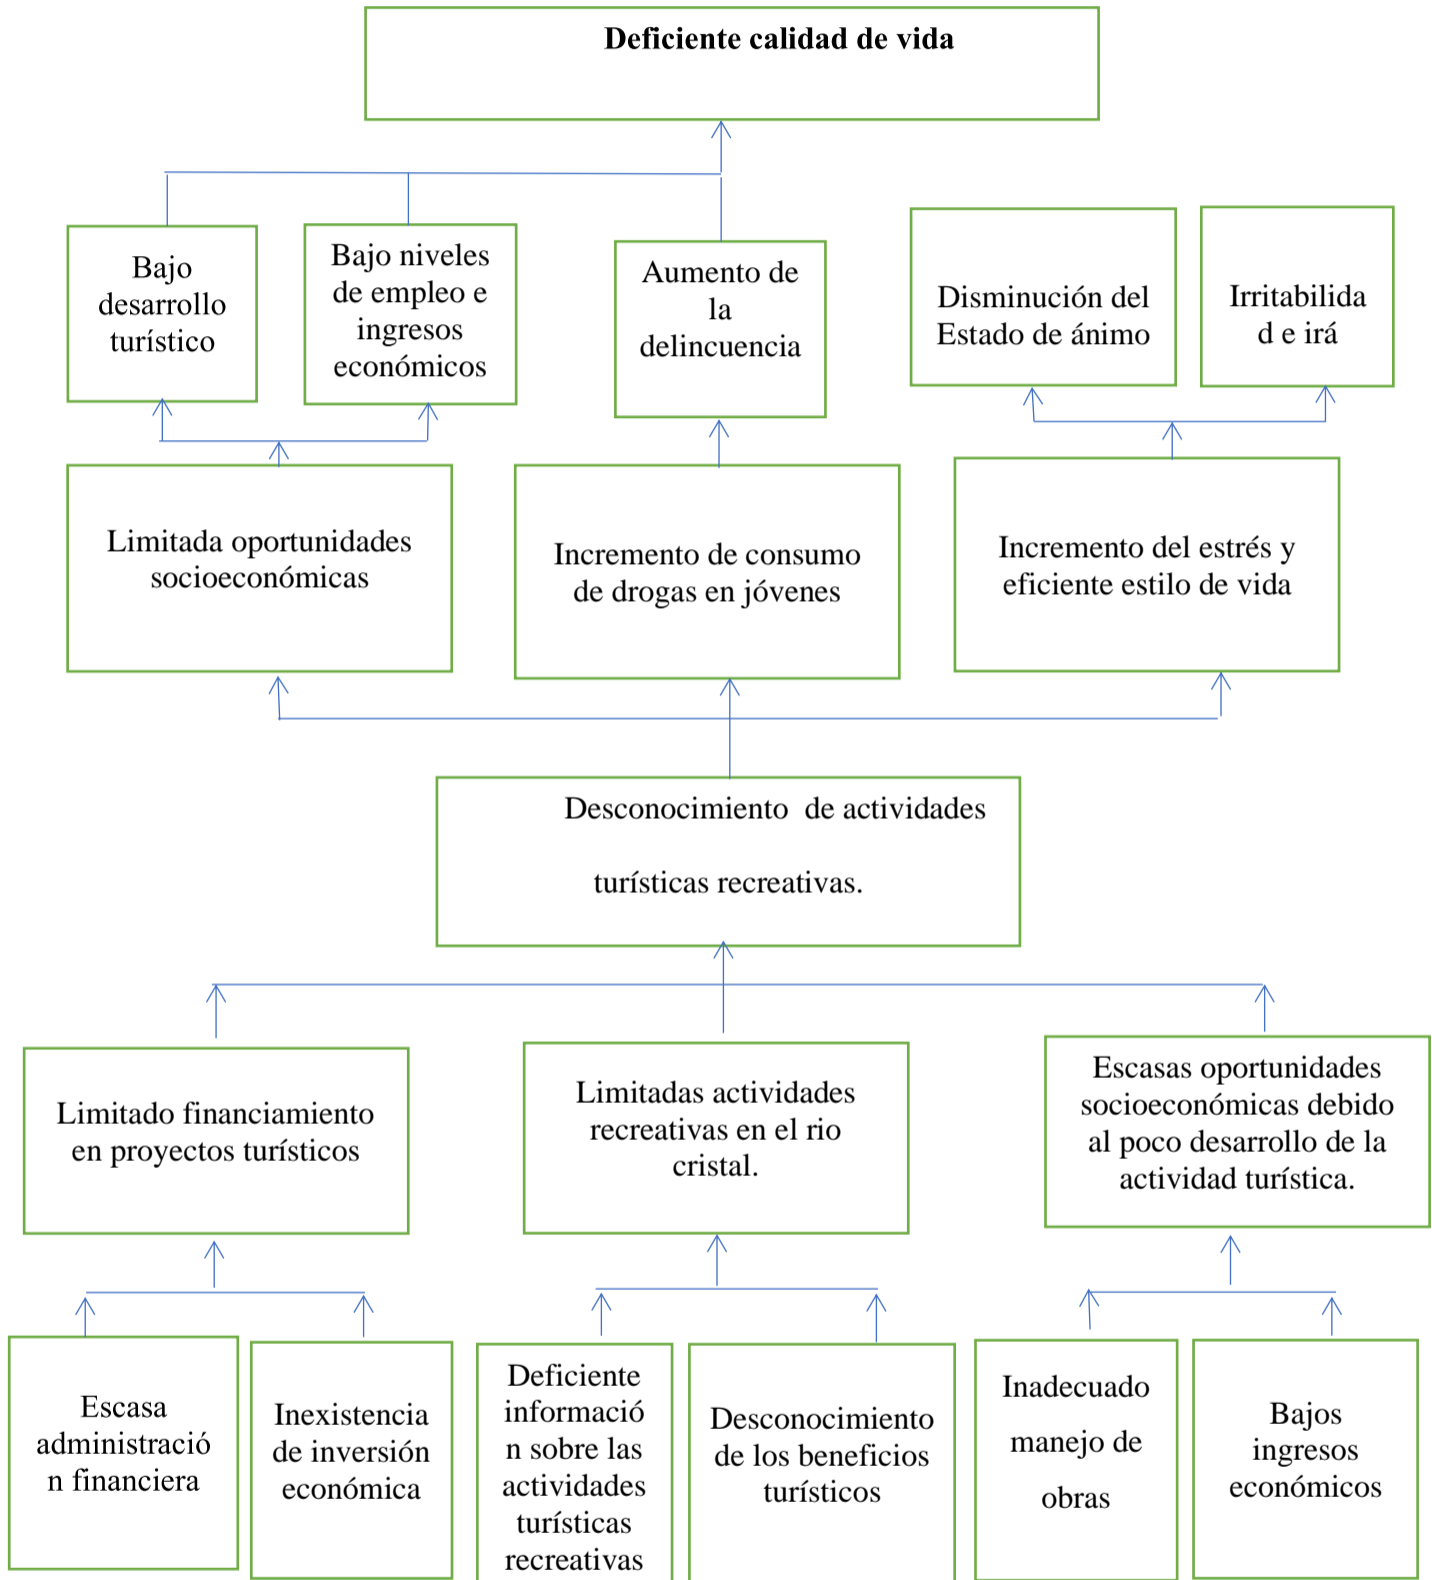 Deficiente calidad de vida
Bajo
desarrollo
turístico
Bajo niveles
de empleo e
ingresos
económicos
Aumento de
la
delincuencia
Disminución del
Estado de ánimo
Irritabilida
d e irá
Limitada oportunidades
socioeconómicas
Incremento de consumo
de drogas en jóvenes
Incremento del estrés y
eficiente estilo de vida
Desconocimiento de actividades
turísticas recreativas.
Limitado financiamiento
en proyectos turísticos
Limitadas actividades
recreativas en el rio
cristal.
Escasas oportunidades
socioeconómicas debido
al poco desarrollo de la
actividad turística.
Escasa
administració
n financiera
Inexistencia
de inversión
económica
Deficiente
informació
n sobre las
actividades
turísticas
recreativas
Desconocimiento
de los beneficios
turísticos
Inadecuado
manejo de
obras
Bajos
ingresos
económicos